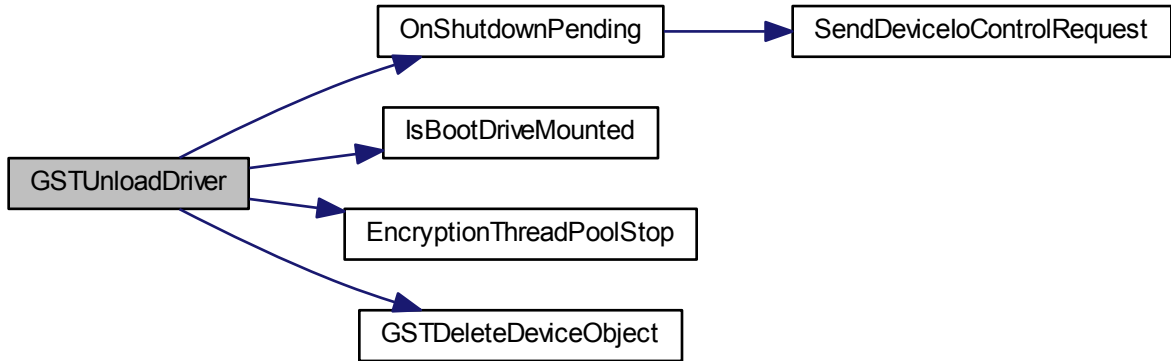 OnShutdownPending
SendDeviceIoControlRequest
IsBootDriveMounted
GSTUnloadDriver
EncryptionThreadPoolStop
GSTDeleteDeviceObject